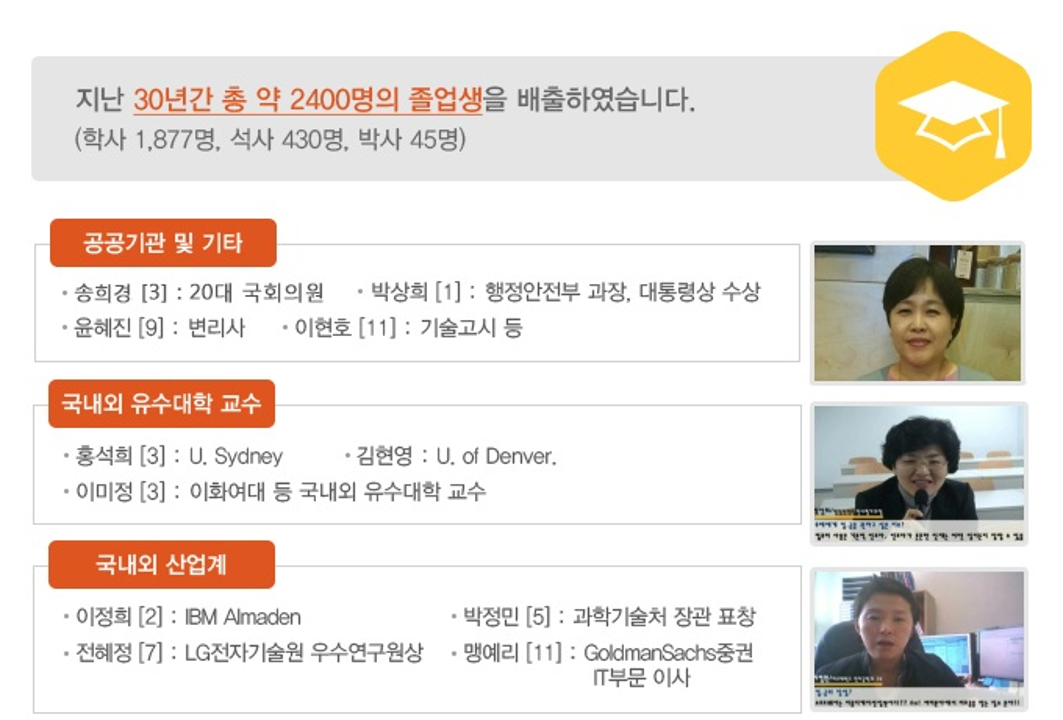 지난 30년간 총 약 2400명의 졸업생을 배출하였습니다.
(학사 1,877명, 석사 430명, 박사 45명)
공공기관 및 기타
• 송희경 [3] : 20대 국회의원 • 박상희 [1] : 행정안전부 과장, 대통령상 수상
• 윤혜진 [9] : 변리사 • 이현호 [11] : 기술고시 등
국내외 유수대학 교수
• 홍석희 [3] : U. Sydney • 김현영 : U. of Denver.
• 이미정 [3] : 이화여대 등 국내외 유수대학 교수
국내외 산업계
• 이정희 [2] : IBM Almaden • 박정민 [5] : 과학기술처 장관 표창
• 전혜정 [7] : LG전자기술원 우수연구원상 • 맹예리 [11] : GoldmanSachs중권
IT부문 이사